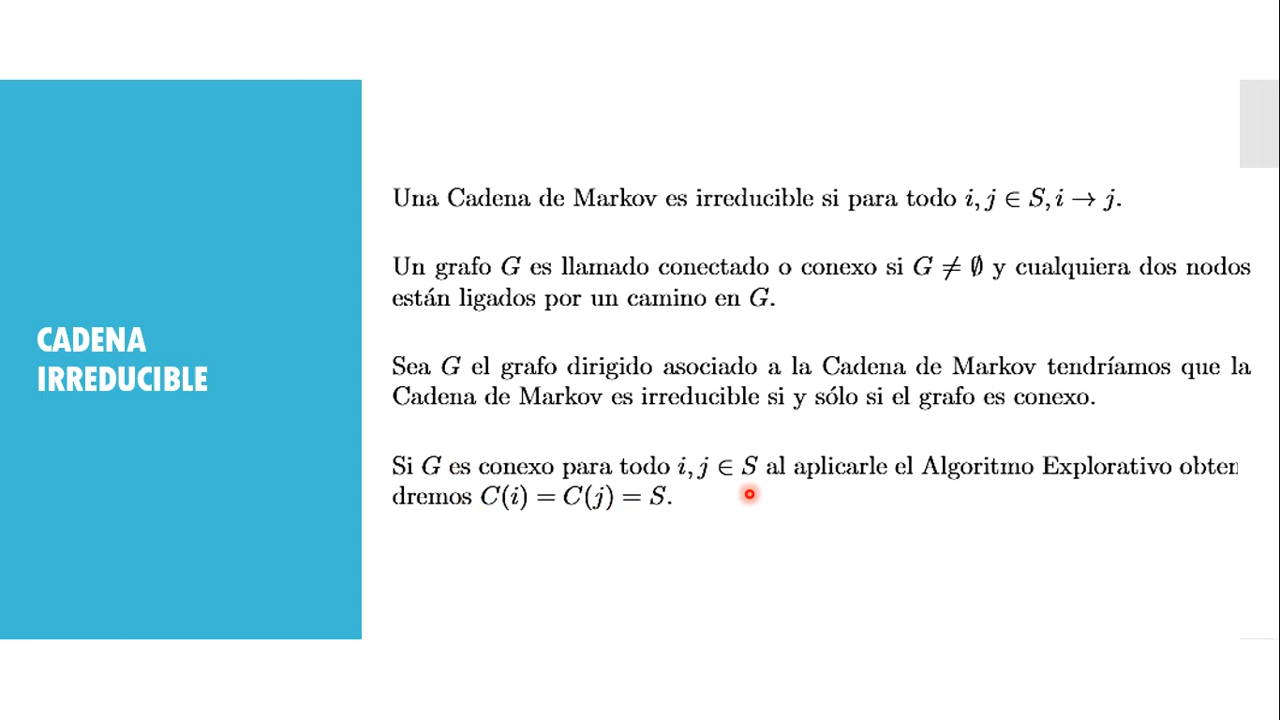 CADENA
IRREDUCIBLE
Una Cadena de Markov es irreducible si para todo i, j ∈ S, i → j.
Un grafo G es llamado conectado o conexo si G ≠ ∅ y cualquiera dos nodos
están ligados por un camino en G.
Sea G el grafo dirigido asociado a la Cadena de Markov tendríamos que la
Cadena de Markov es irreducible si y sólo si el grafo es conexo.
Si G es conexo para todo i, j ∈ S al aplicarle el Algoritmo Explorativo obten
dremos C(i) = C(j) = S.